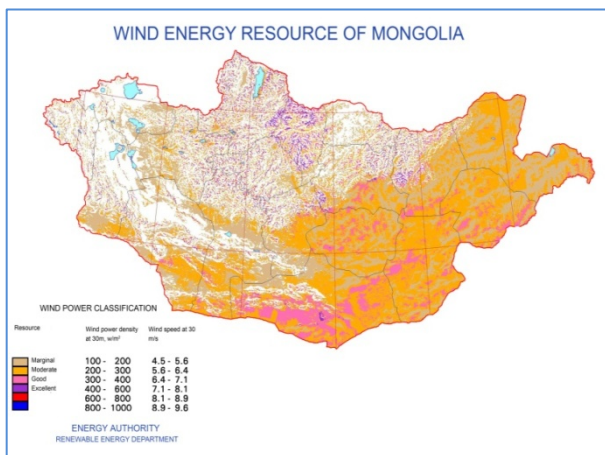 WIND ENERGY RESOURCE OF MONGOLIA
WIND POWER CLASSIFICATION
Resource Wind power density Wind speed at 30
at 30m, w/m² m/s
Marginal 100 - 200 4.5 - 5.6
Moderate 200 - 300 5.6 - 6.4
Good 300 - 400 6.4 - 7.1
Excellent 400 - 600 7.1 - 8.1
600 - 800 8.1 - 8.9
800 - 1000 8.9 - 9.6
ENERGY AUTHORITY
RENEWABLE ENERGY DEPARTMENT